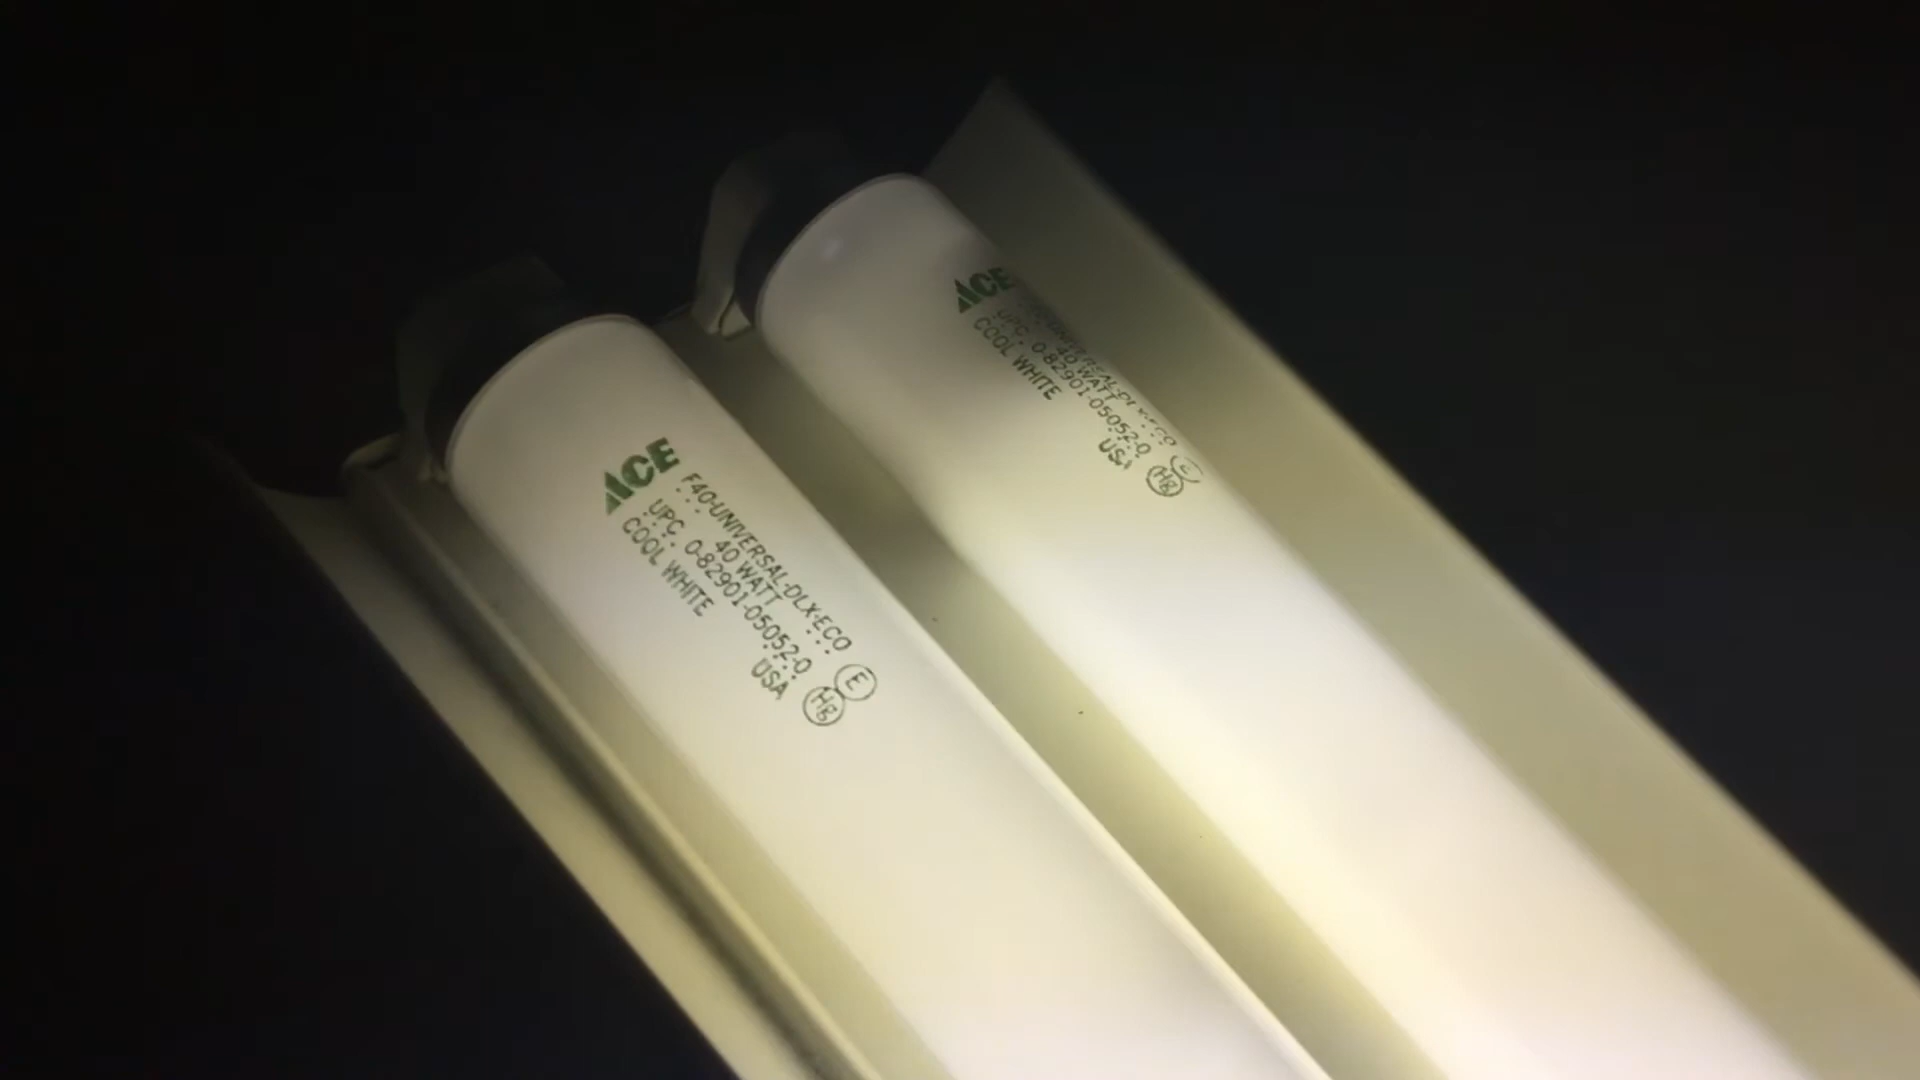 ACE
F40-UNIVERSAL-DLX-ECO
40 WATT
UPC. 0-82901-05052-0
COOL WHITE
USA
E
Hg
ACE
40 WATT
UPC. 0-82901-05052-0
COOL WHITE
USA
Hg